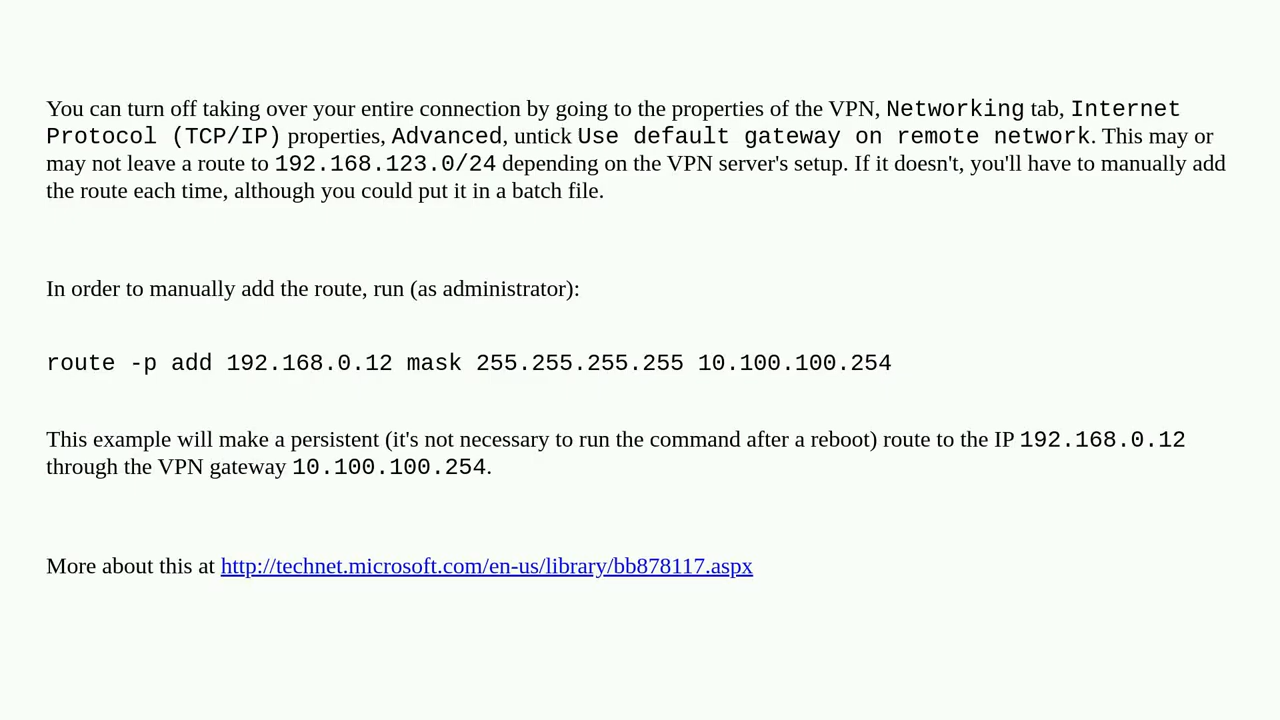 You can turn off taking over your entire connection by going to the properties of the VPN, Networking tab, Internet
Protocol (TCP/IP) properties, Advanced, untick Use default gateway on remote network. This may or
may not leave a route to 192.168.123.0/24 depending on the VPN server's setup. If it doesn't, you'll have to manually add
the route each time, although you could put it in a batch file.
In order to manually add the route, run (as administrator):
route -p add 192.168.0.12 mask 255.255.255.255 10.100.100.254
This example will make a persistent (it's not necessary to run the command after a reboot) route to the IP 192.168.0.12
through the VPN gateway 10.100.100.254.
More about this at http://technet.microsoft.com/en-us/library/bb878117.aspx